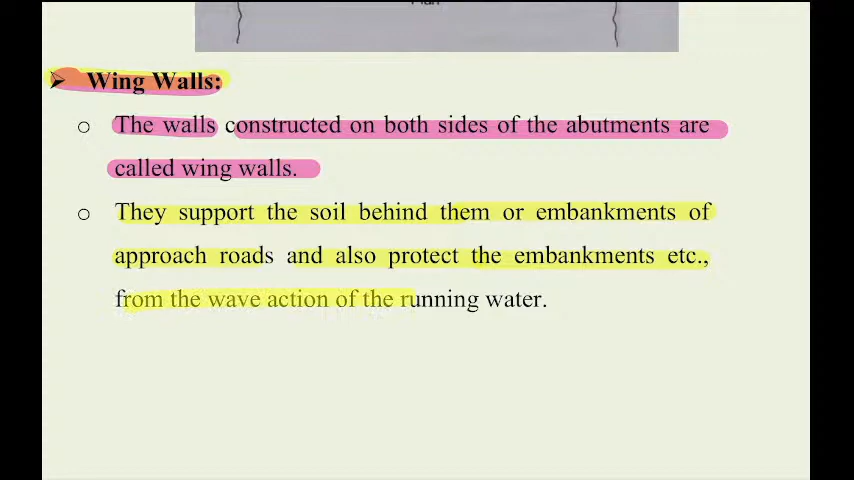 Plan
➢ Wing Walls:
○ The walls constructed on both sides of the abutments are
called wing walls.
○ They support the soil behind them or embankments of
approach roads and also protect the embankments etc.,
from the wave action of the running water.